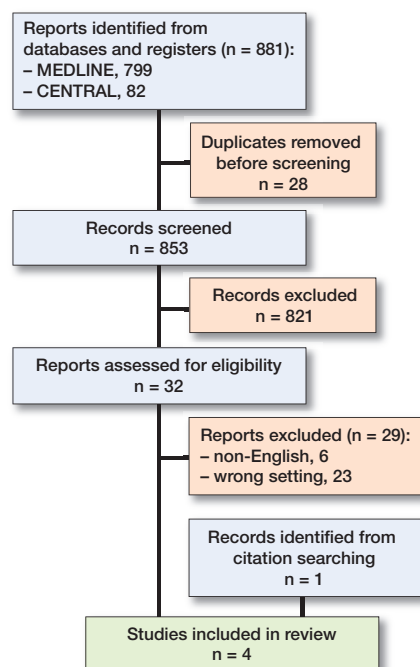 Reports identified from
databases and registers (n = 881):
– MEDLINE, 799
– CENTRAL, 82
Duplicates removed
before screening
n = 28
Records screened
n = 853
Records excluded
n = 821
Reports assessed for eligibility
n = 32
Reports excluded (n = 29):
– non-English, 6
– wrong setting, 23
Records identified from
citation searching
n = 1
Studies included in review
n = 4